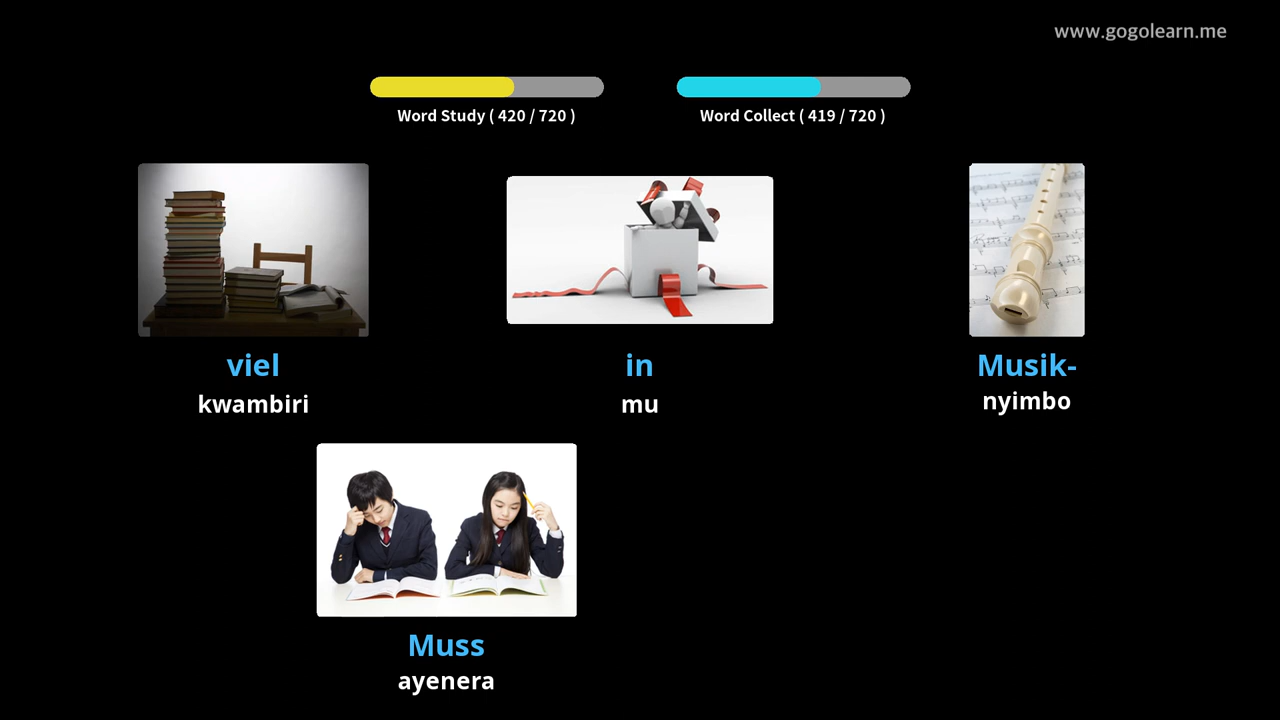 www.gogolearn.me
Word Study ( 420 / 720 )
Word Collect ( 419 / 720 )
viel
kwambiri
in
mu
Musik-
nyimbo
Muss
ayenera